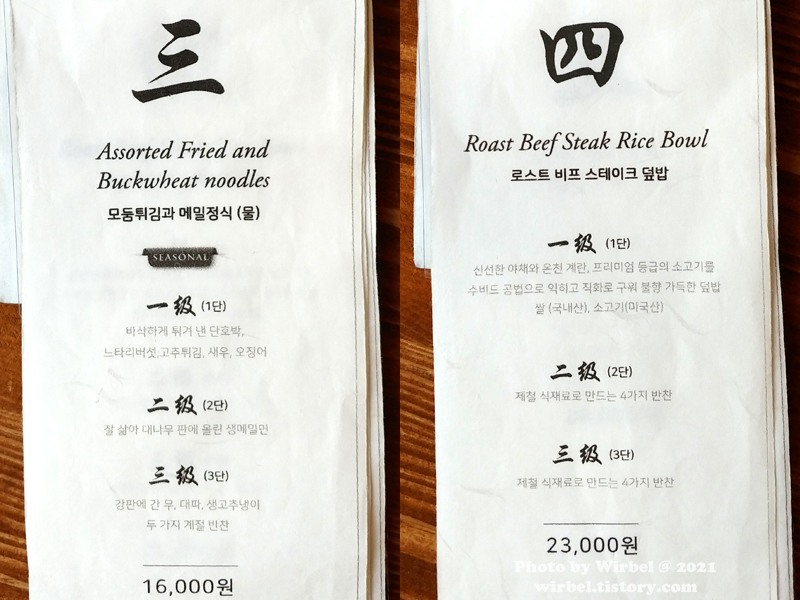 三
Assorted Fried and
Buckwheat noodles
모둠튀김과 메밀정식 (물)
SEASONAL
一级 (1단)
바삭하게 튀겨 낸 단호박,
느타리버섯,고추튀김, 새우, 오징어
二级 (2단)
잘 삶아 대나무 판에 올린 생메밀면
三级 (3단)
강판에 간 무, 대파, 생고추냉이
두 가지 계절 반찬
16,000원
四
Roast Beef Steak Rice Bowl
로스트 비프 스테이크 덮밥
一级 (1단)
신선한 야채와 온천 계란, 프리미엄 등급의 소고기를
수비드 공법으로 익히고 직화로 구워 불향 가득한 덮밥
쌀 (국내산), 소고기(미국산)
二级 (2단)
제철 식재료로 만드는 4가지 반찬
三级 (3단)
제철 식재료로 만드는 4가지 반찬
23,000원
Photo by Wirbel @ 2021
wirbel.tistory.com